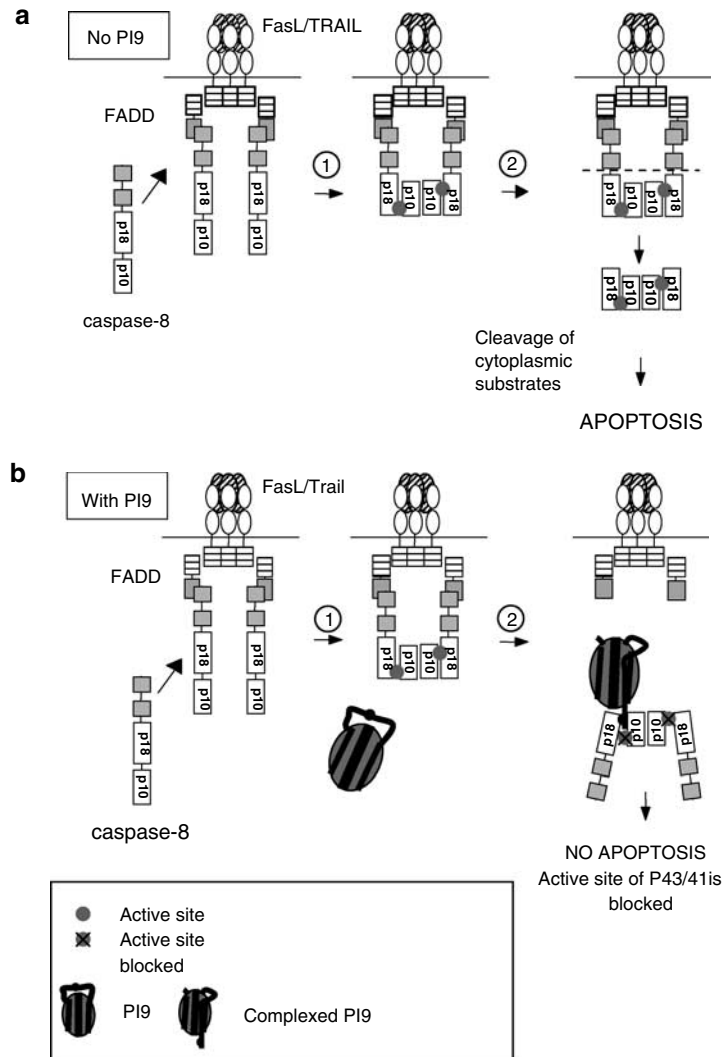 a
No PI9
FasL/TRAIL
FADD
1
2
p18
p10
caspase-8
p18
p10
p18
p10
p18
p10
p10
p18
p18
p10
p10
p18
p18
p10
p10
p18
Cleavage of
cytoplasmic
substrates
APOPTOSIS
b
With PI9
FasL/Trail
FADD
1
2
p18
p10
caspase-8
p18
p10
p18
p10
p18
p10
p10
p18
p18
p10
p10
p18
NO APOPTOSIS
Active site of P43/41is
blocked
Active site
Active site
blocked
PI9
Complexed PI9